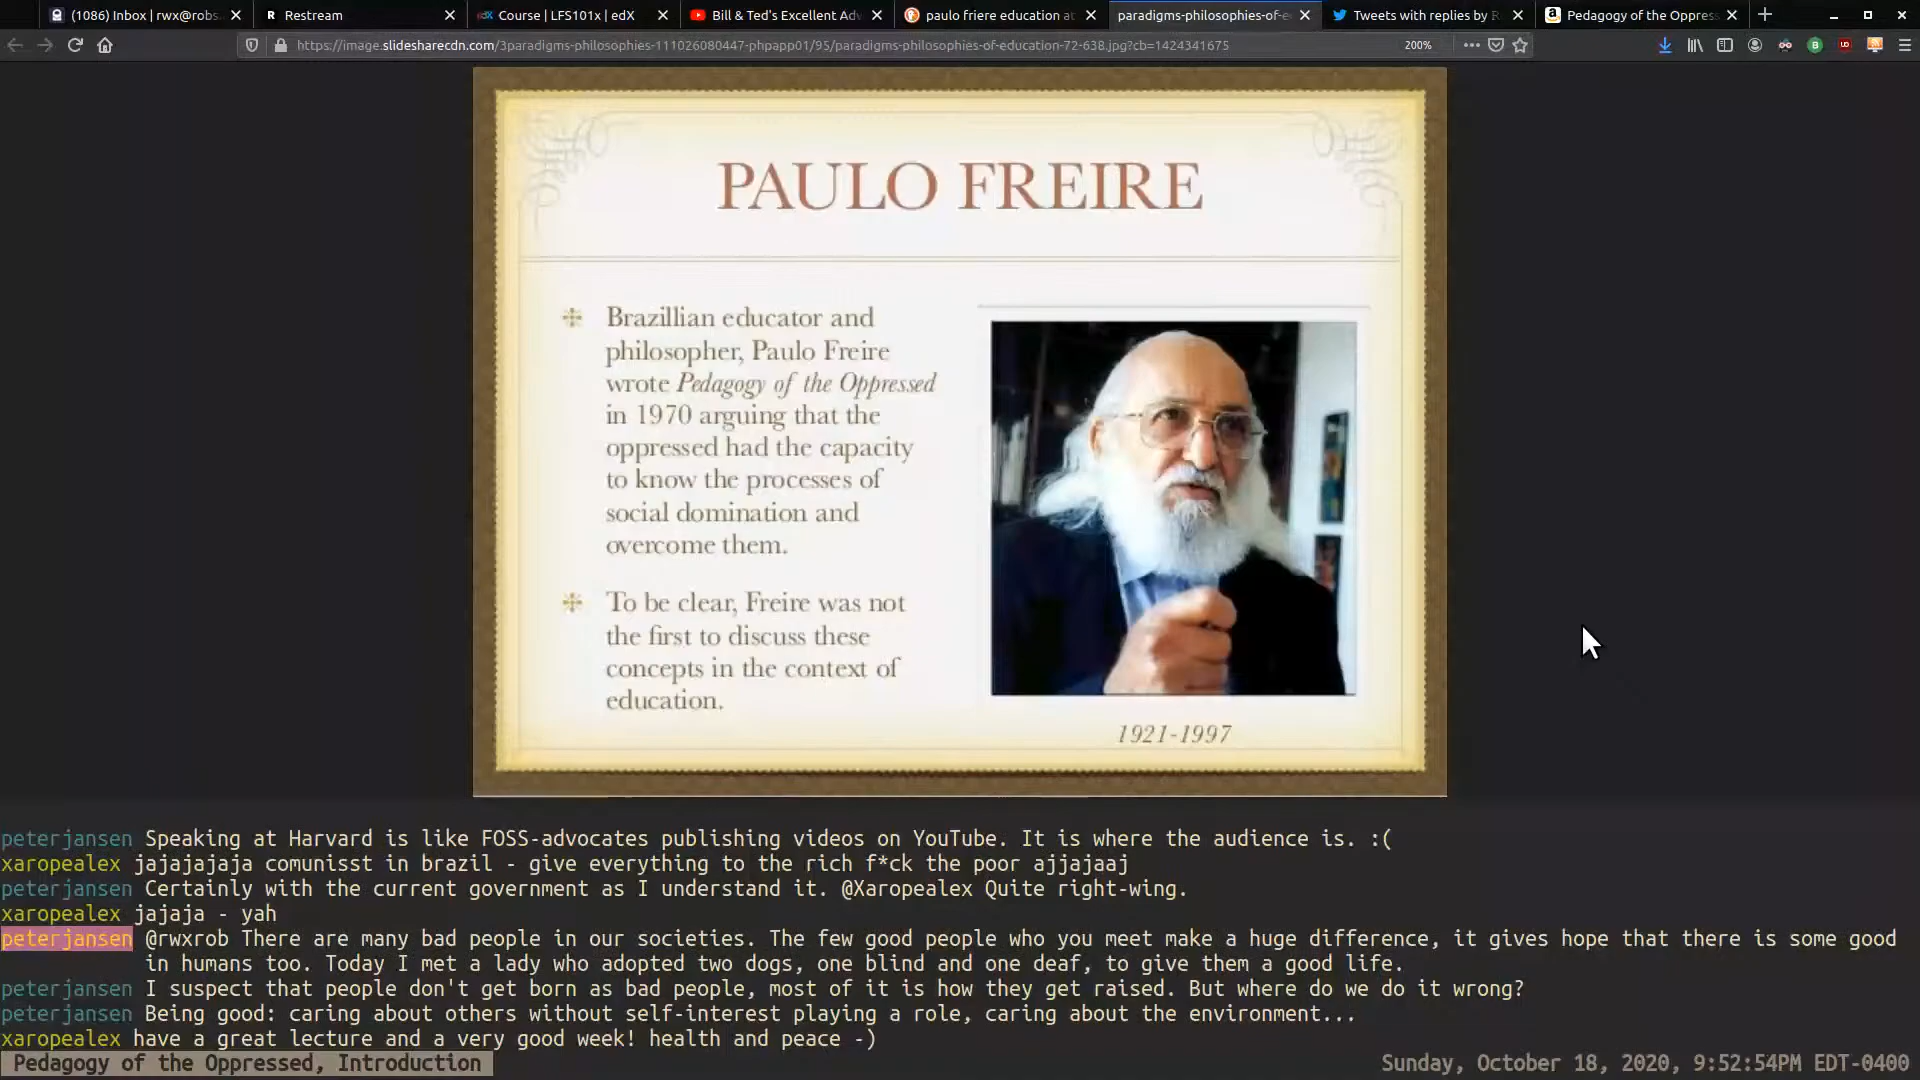 (1086) Inbox | rwx@robs
Restream
Course | LFS101x | edX
Bill & Ted's Excellent Adv
paulo friere education at
paradigms-philosophies-of-e
Tweets with replies by R
Pedagogy of the Oppress
https://image.slidesharecdn.com/3paradigms-philosophies-111026080447-phpapp01/95/paradigms-philosophies-of-education-72-638.jpg?cb=1424341675
200%
PAULO FREIRE
Brazillian educator and
philosopher, Paulo Freire
wrote Pedagogy of the Oppressed
in 1970 arguing that the
oppressed had the capacity
to know the processes of
social domination and
overcome them.
To be clear, Freire was not
the first to discuss these
concepts in the context of
education.
1921-1997
peterjansen Speaking at Harvard is like FOSS-advocates publishing videos on YouTube. It is where the audience is. :(
xaropealex jajajajaja comunisst in brazil - give everything to the rich f*ck the poor ajjajaaj
peterjansen Certainly with the current government as I understand it. @Xaropealex Quite right-wing.
xaropealex jajaja - yah
peterjansen @rwxrob There are many bad people in our societies. The few good people who you meet make a huge difference, it gives hope that there is some good
in humans too. Today I met a lady who adopted two dogs, one blind and one deaf, to give them a good life.
peterjansen I suspect that people don't get born as bad people, most of it is how they get raised. But where do we do it wrong?
peterjansen Being good: caring about others without self-interest playing a role, caring about the environment...
xaropealex have a great lecture and a very good week! health and peace -)
Pedagogy of the Oppressed, Introduction
Sunday, October 18, 2020, 9:52:54PM EDT-0400